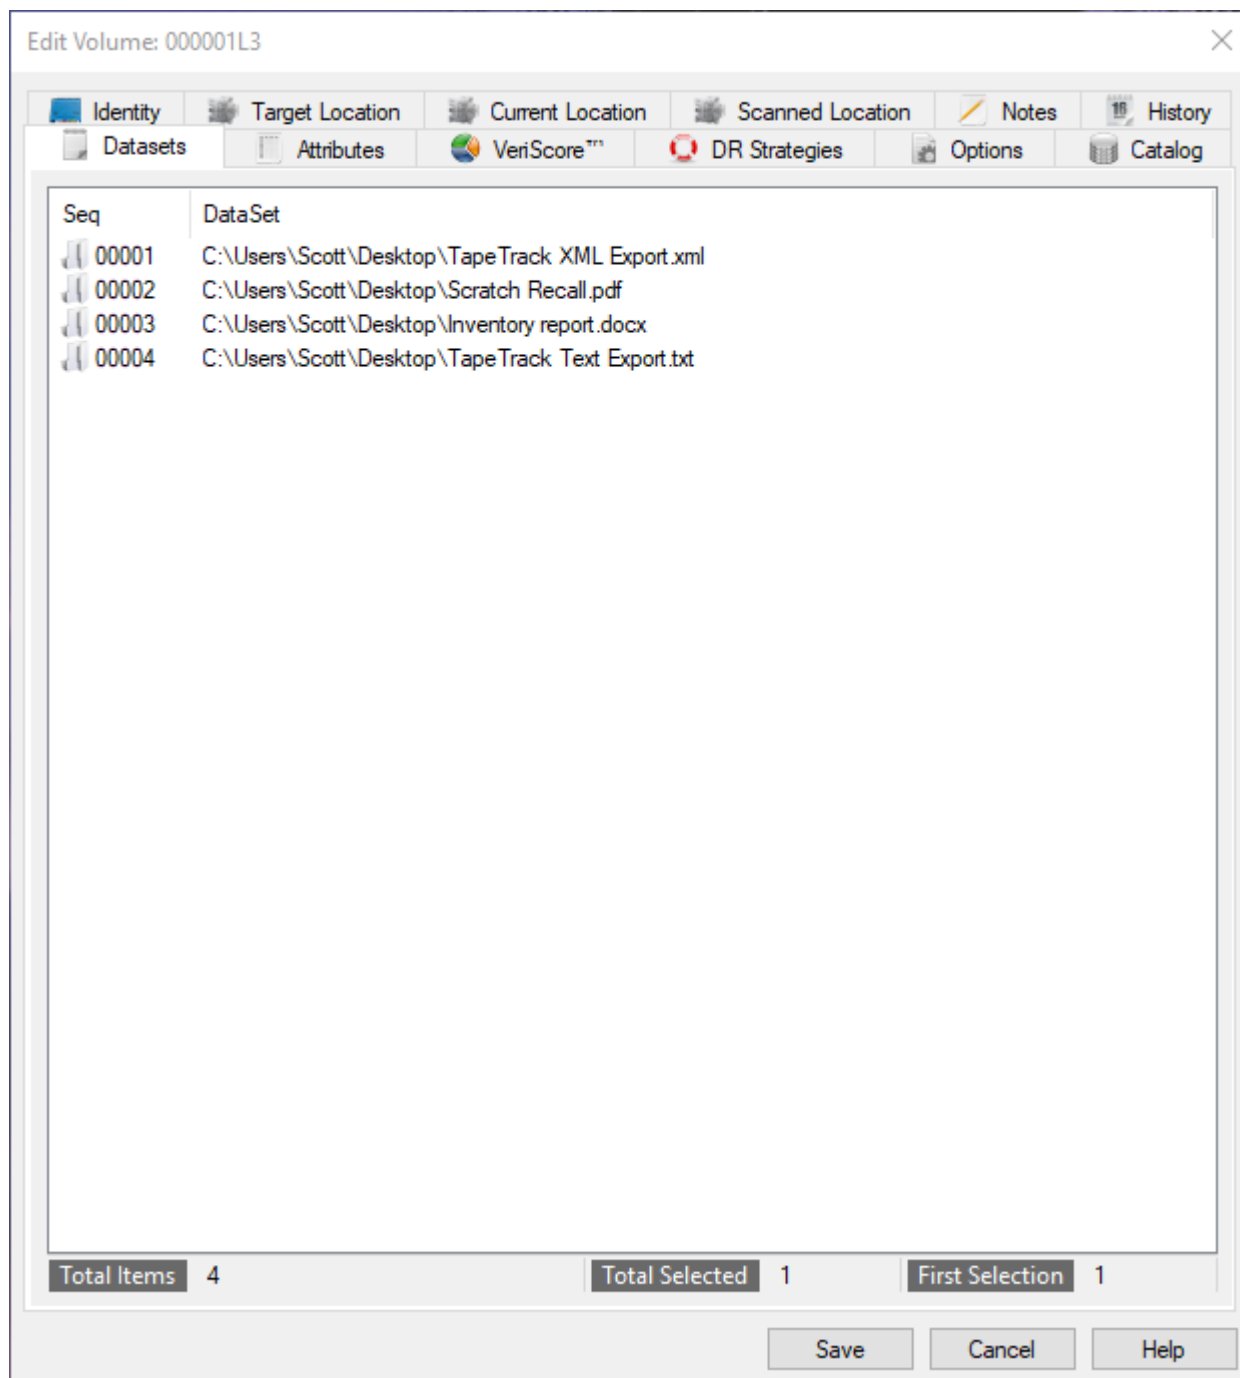 Edit Volume: 000001L3
Identity Target Location Current Location Scanned Location Notes 16 History
Datasets Attributes VeriScore™ DR Strategies Options Catalog
Seq DataSet
00001 C:\Users\Scott\Desktop\TapeTrack XML Export.xml
00002 C:\Users\Scott\Desktop\Scratch Recall.pdf
00003 C:\Users\Scott\Desktop\Inventory report.docx
00004 C:\Users\Scott\Desktop\TapeTrack Text Export.txt
Total Items 4 Total Selected 1 First Selection 1
Save Cancel Help